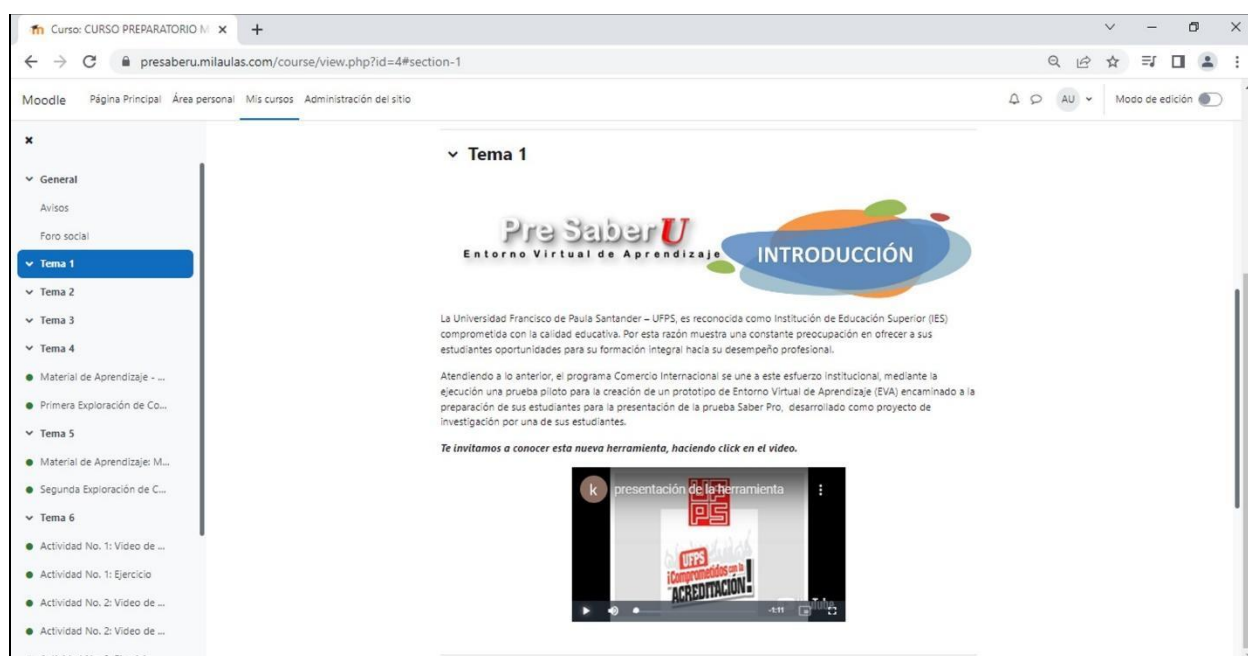 Curso: CURSO PREPARATORIO M
presaberu.milaulas.com/course/view.php?id=4#section-1
Moodle Página Principal Área personal Mis cursos Administración del sitio AU Modo de edición
General
Avisos
Foro social
Tema 1
Tema 2
Tema 3
Tema 4
Material de Aprendizaje - ...
Primera Exploración de Co...
Tema 5
Material de Aprendizaje: M...
Segunda Exploración de C...
Tema 6
Actividad No. 1: Video de ...
Actividad No. 1: Ejercicio
Actividad No. 2: Video de ...
Actividad No. 2: Video de ...
Tema 1
Pre Saber U
Entorno Virtual de Aprendizaje
INTRODUCCIÓN
La Universidad Francisco de Paula Santander – UFPS, es reconocida como Institución de Educación Superior (IES)
comprometida con la calidad educativa. Por esta razón muestra una constante preocupación en ofrecer a sus
estudiantes oportunidades para su formación integral hacia su desempeño profesional.
Atendiendo a lo anterior, el programa Comercio Internacional se une a este esfuerzo institucional, mediante la
ejecución una prueba piloto para la creación de un prototipo de Entorno Virtual de Aprendizaje (EVA) encaminado a la
preparación de sus estudiantes para la presentación de la prueba Saber Pro, desarrollado como proyecto de
investigación por una de sus estudiantes.
Te invitamos a conocer esta nueva herramienta, haciendo click en el video.
k presentación de la herramienta
UFPS
UFPS
¡Comprometidos con la
ACREDITACIÓN!
-1:11